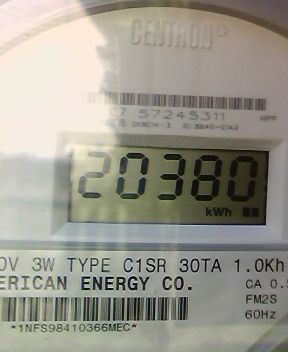 CENTRON®
57245311
HPP
20380
kWh
0V 3W TYPE C1SR 30TA 1.0Kh
ERICAN ENERGY CO.
CA 0.5
FM2S
*1NFS98410366MEC*
60Hz